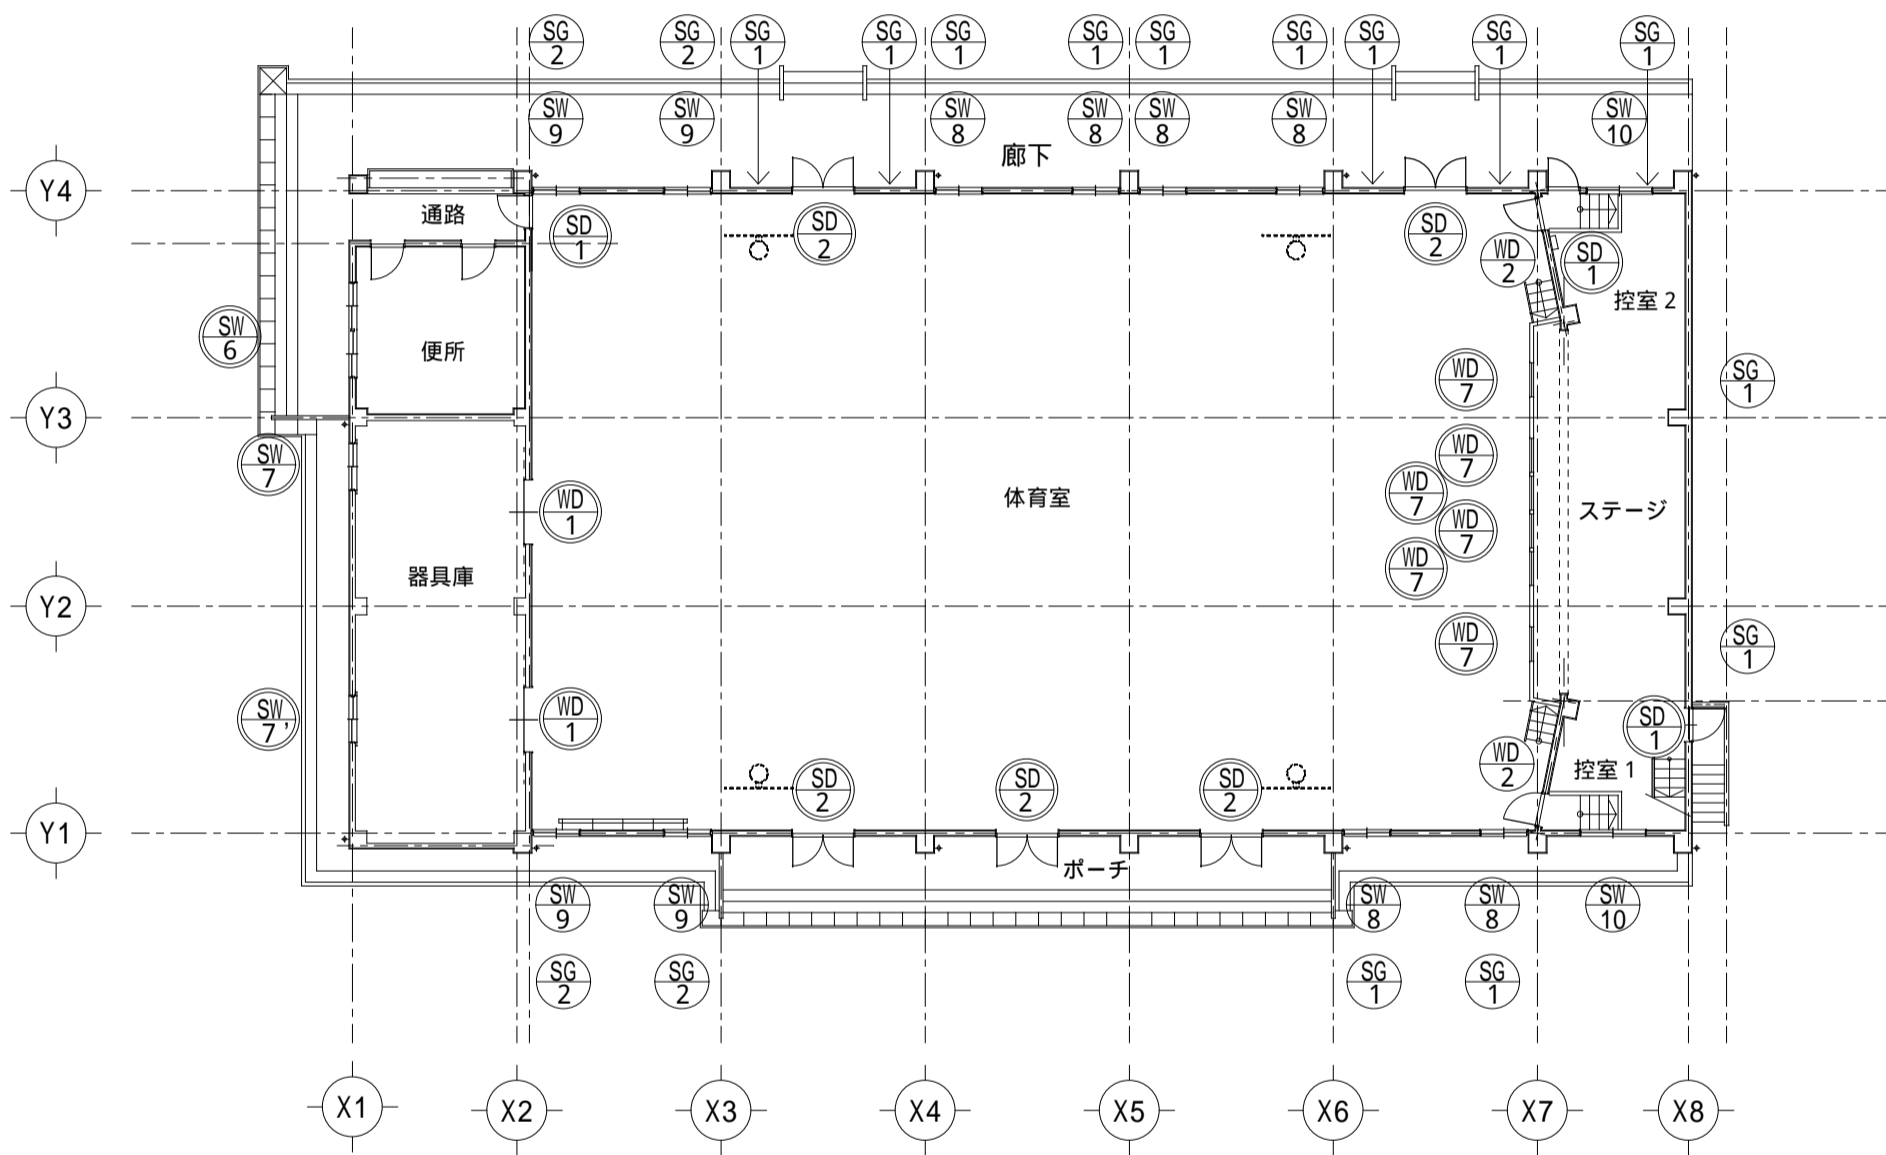 SG 2 SG 2 SG 1 SG 1 SG 1 SG 1 SG 1 SG 1 SG 1 SG 1 SG 1
SW 9 SW 9 SW 8 SW 8 SW 8 SW 8 SW 10
廊下
Y4
通路
SD 1
SD 2
SD 2
WD 2
SD 1
控室 2
SW 6
便所
WD 7
SG 1
Y3
SW 7
WD 7
WD 7
WD 1
体育室
ステージ
WD 7
WD 7
器具庫
Y2
WD 7
SG 1
SW 7’
WD 1
SD 1
WD 2
控室 1
SD 2
SD 2
SD 2
Y1
ポーチ
SW 9 SW 9 SW 8 SW 8 SW 10
SG 2 SG 2 SG 1 SG 1
X1 X2 X3 X4 X5 X6 X7 X8